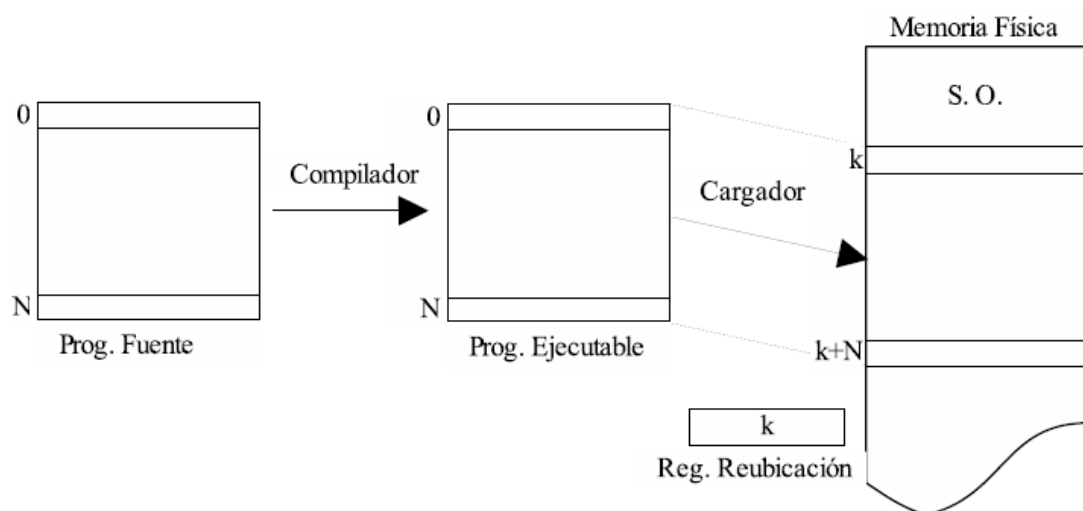 Memoria Física
S. O.
0
N
Prog. Fuente
Compilador
0
N
Prog. Ejecutable
Cargador
k
k+N
k
Reg. Reubicación